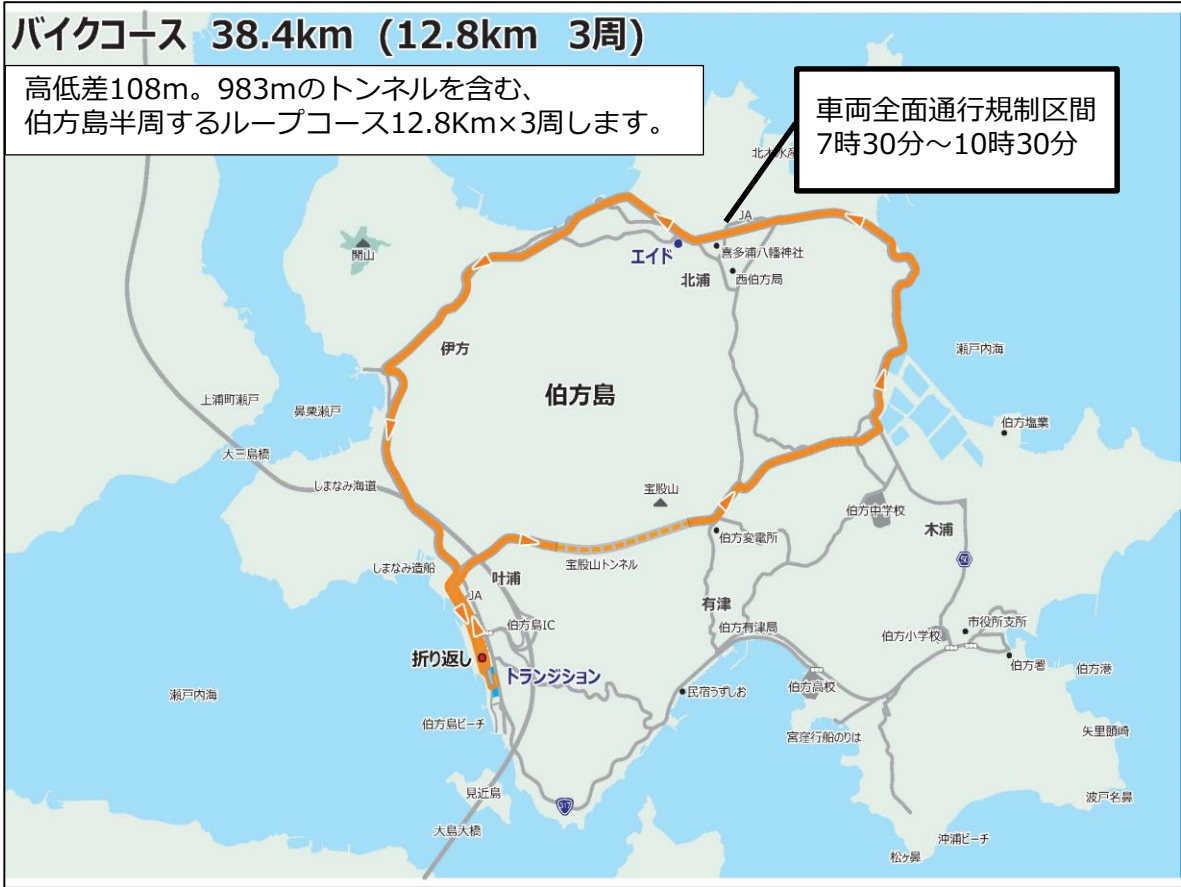 バイクコース 38.4km (12.8km 3周)
高低差108m。983mのトンネルを含む、
伯方島半周するループコース12.8Km×3周します。
車両全面通行規制区間
7時30分～10時30分
JA
喜多浦八幡神社
エイド
西伯方局
北浦
開山
伊方
瀬戸内海
伯方島
上浦町瀬戸
鼻栗瀬戸
伯方塩業
大三島橋
しまなみ海道
宝股山
伯方中学校
木浦
伯方変電所
宝股山トンネル
しまなみ造船
叶浦
JA
有津
伯方島IC
伯方有津局
伯方小学校
市役所支所
折り返し
伯方署
伯方港
トランジション
瀬戸内海
民宿うずしお
伯方高校
伯方島ビーチ
宮窪行船のりば
矢里頭崎
見近島
波戸名鼻
317
大島大橋
沖浦ビーチ
松ヶ鼻